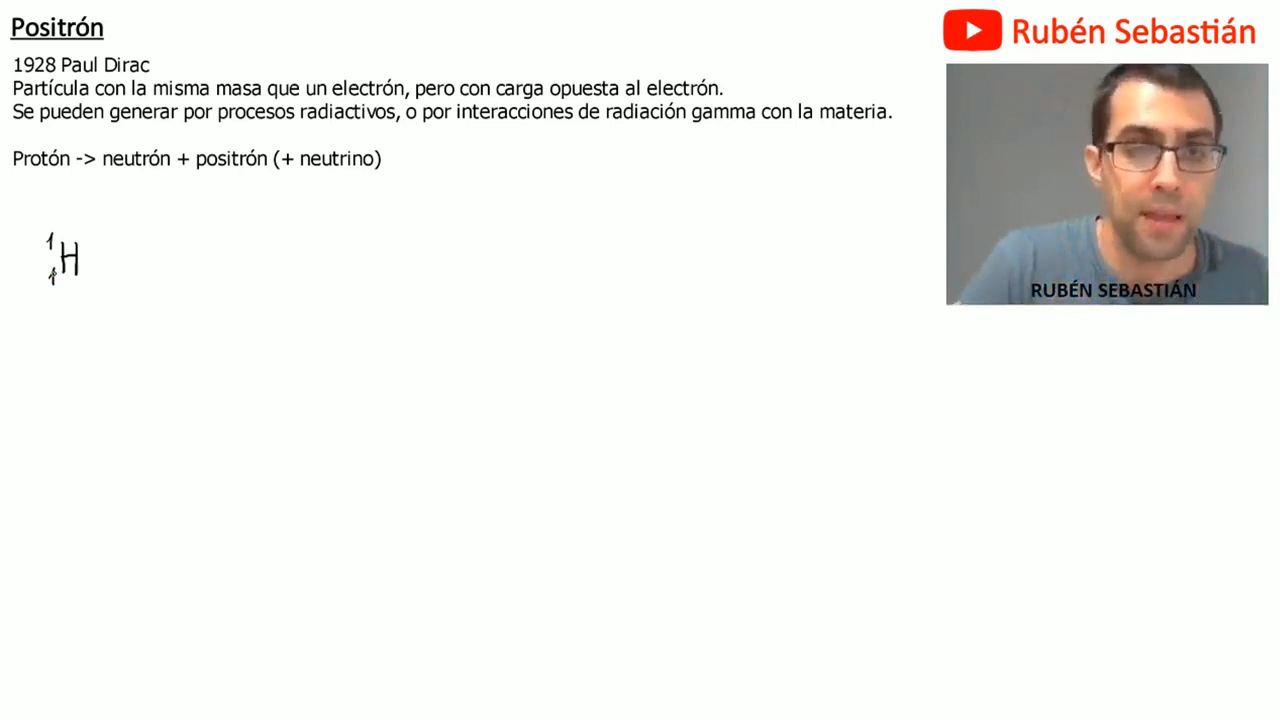 Positrón
Rubén Sebastián
1928 Paul Dirac
Partícula con la misma masa que un electrón, pero con carga opuesta al electrón.
Se pueden generar por procesos radiactivos, o por interacciones de radiación gamma con la materia.
Protón -> neutrón + positrón (+ neutrino)
1
H
1
RUBÉN SEBASTIÁN